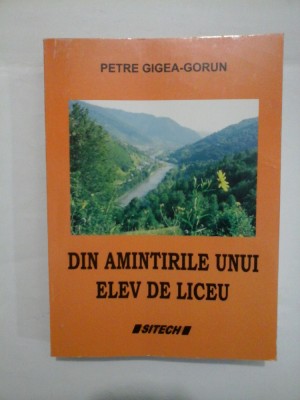 PETRE GIGEA-GORUN
DIN AMINTIRILE UNUI
ELEV DE LICEU
SITECH